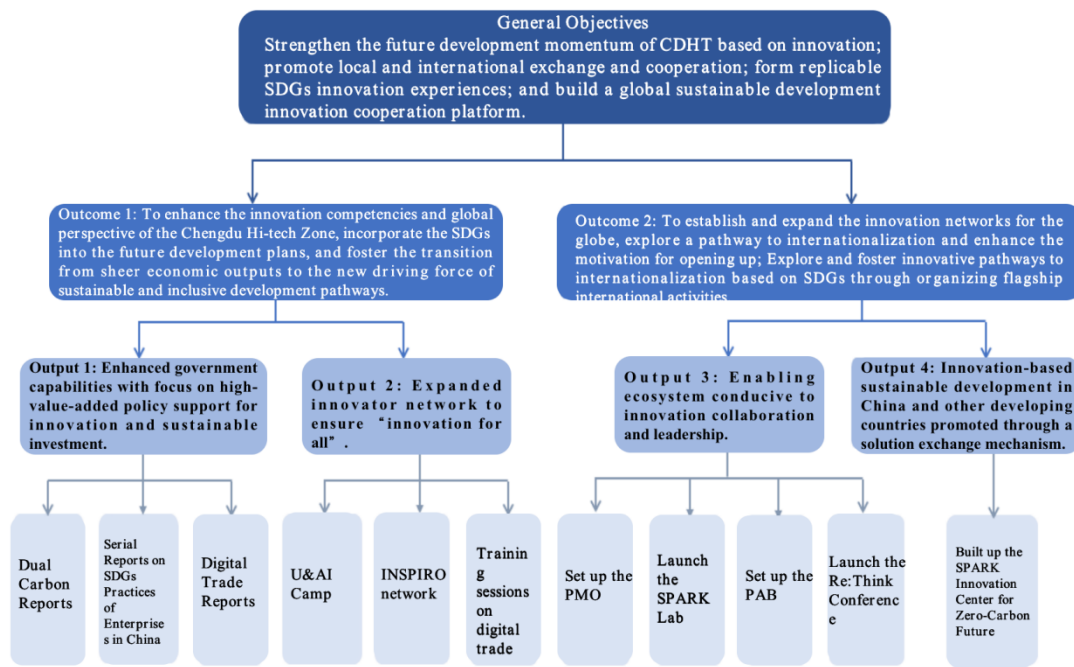 General Objectives
Strengthen the future development momentum of CDHT based on innovation;
promote local and international exchange and cooperation; form replicable
SDGs innovation experiences; and build a global sustainable development
innovation cooperation platform.
Outcome 1: To enhance the innovation competencies and global
perspective of the Chengdu Hi-tech Zone, incorporate the SDGs
into the future development plans, and foster the transition
from sheer economic outputs to the new driving force of
sustainable and inclusive development pathways.
Outcome 2: To establish and expand the innovation networks for the
globe, explore a pathway to internationalization and enhance the
motivation for opening up; Explore and foster innovative pathways to
internationalization based on SDGs through organizing flagship
international activities
Output 1: Enhanced government
capabilities with focus on high-
value-added policy support for
innovation and sustainable
investment.
Output 2: Expanded
innovator network to
ensure “innovation for
all”.
Output 3: Enabling
ecosystem conducive to
innovation collaboration
and leadership.
Output 4: Innovation-based
sustainable development in
China and other developing
countries promoted through a
solution exchange mechanism.
Dual
Carbon
Reports
Serial
Reports on
SDGs
Practices
of
Enterprise
s in China
Digital
Trade
Reports
U&AI
Camp
INSPIRO
network
Trainin
g
sessions
on
digital
trade
Set up the
PMO
Launch
the
SPARK
Lab
Set up the
PAB
Launch the
Re:Think
Conferenc
e
Built up the
SPARK
Innovation
Center for
Zero-Carbon
Future